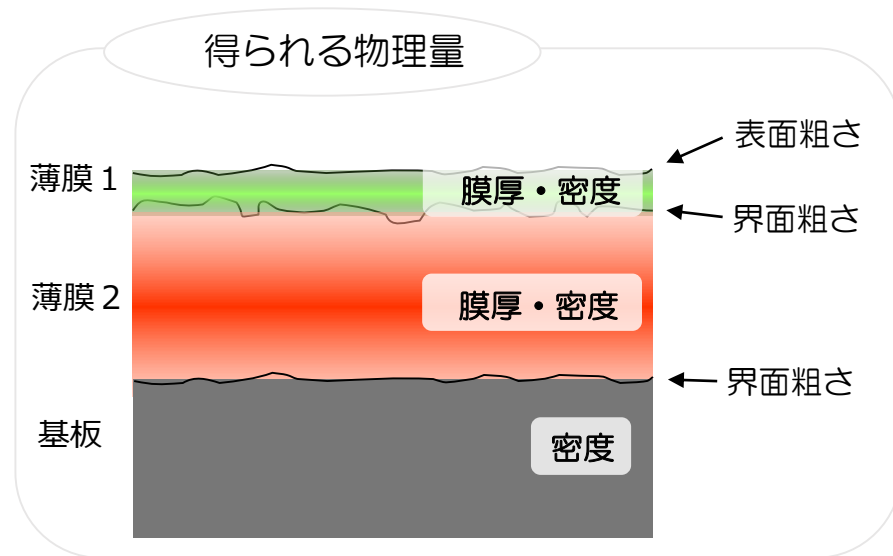 得られる物理量
表面粗さ
薄膜１
膜厚・密度
界面粗さ
薄膜２
膜厚・密度
界面粗さ
基板
密度